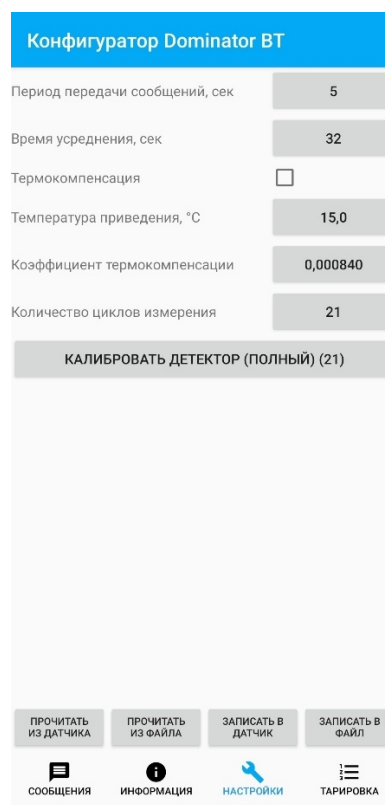 Конфигуратор Dominator BT
Период передачи сообщений, сек 5
Время усреднения, сек 32
Термокомпенсация
Температура приведения, °C 15,0
Коэффициент термокомпенсации 0,000840
Количество циклов измерения 21
КАЛИБРОВАТЬ ДЕТЕКТОР (ПОЛНЫЙ) (21)
ПРОЧИТАТЬ ИЗ ДАТЧИКА
ПРОЧИТАТЬ ИЗ ФАЙЛА
ЗАПИСАТЬ В ДАТЧИК
ЗАПИСАТЬ В ФАЙЛ
СООБЩЕНИЯ ИНФОРМАЦИЯ НАСТРОЙКИ ТАРИРОВКА